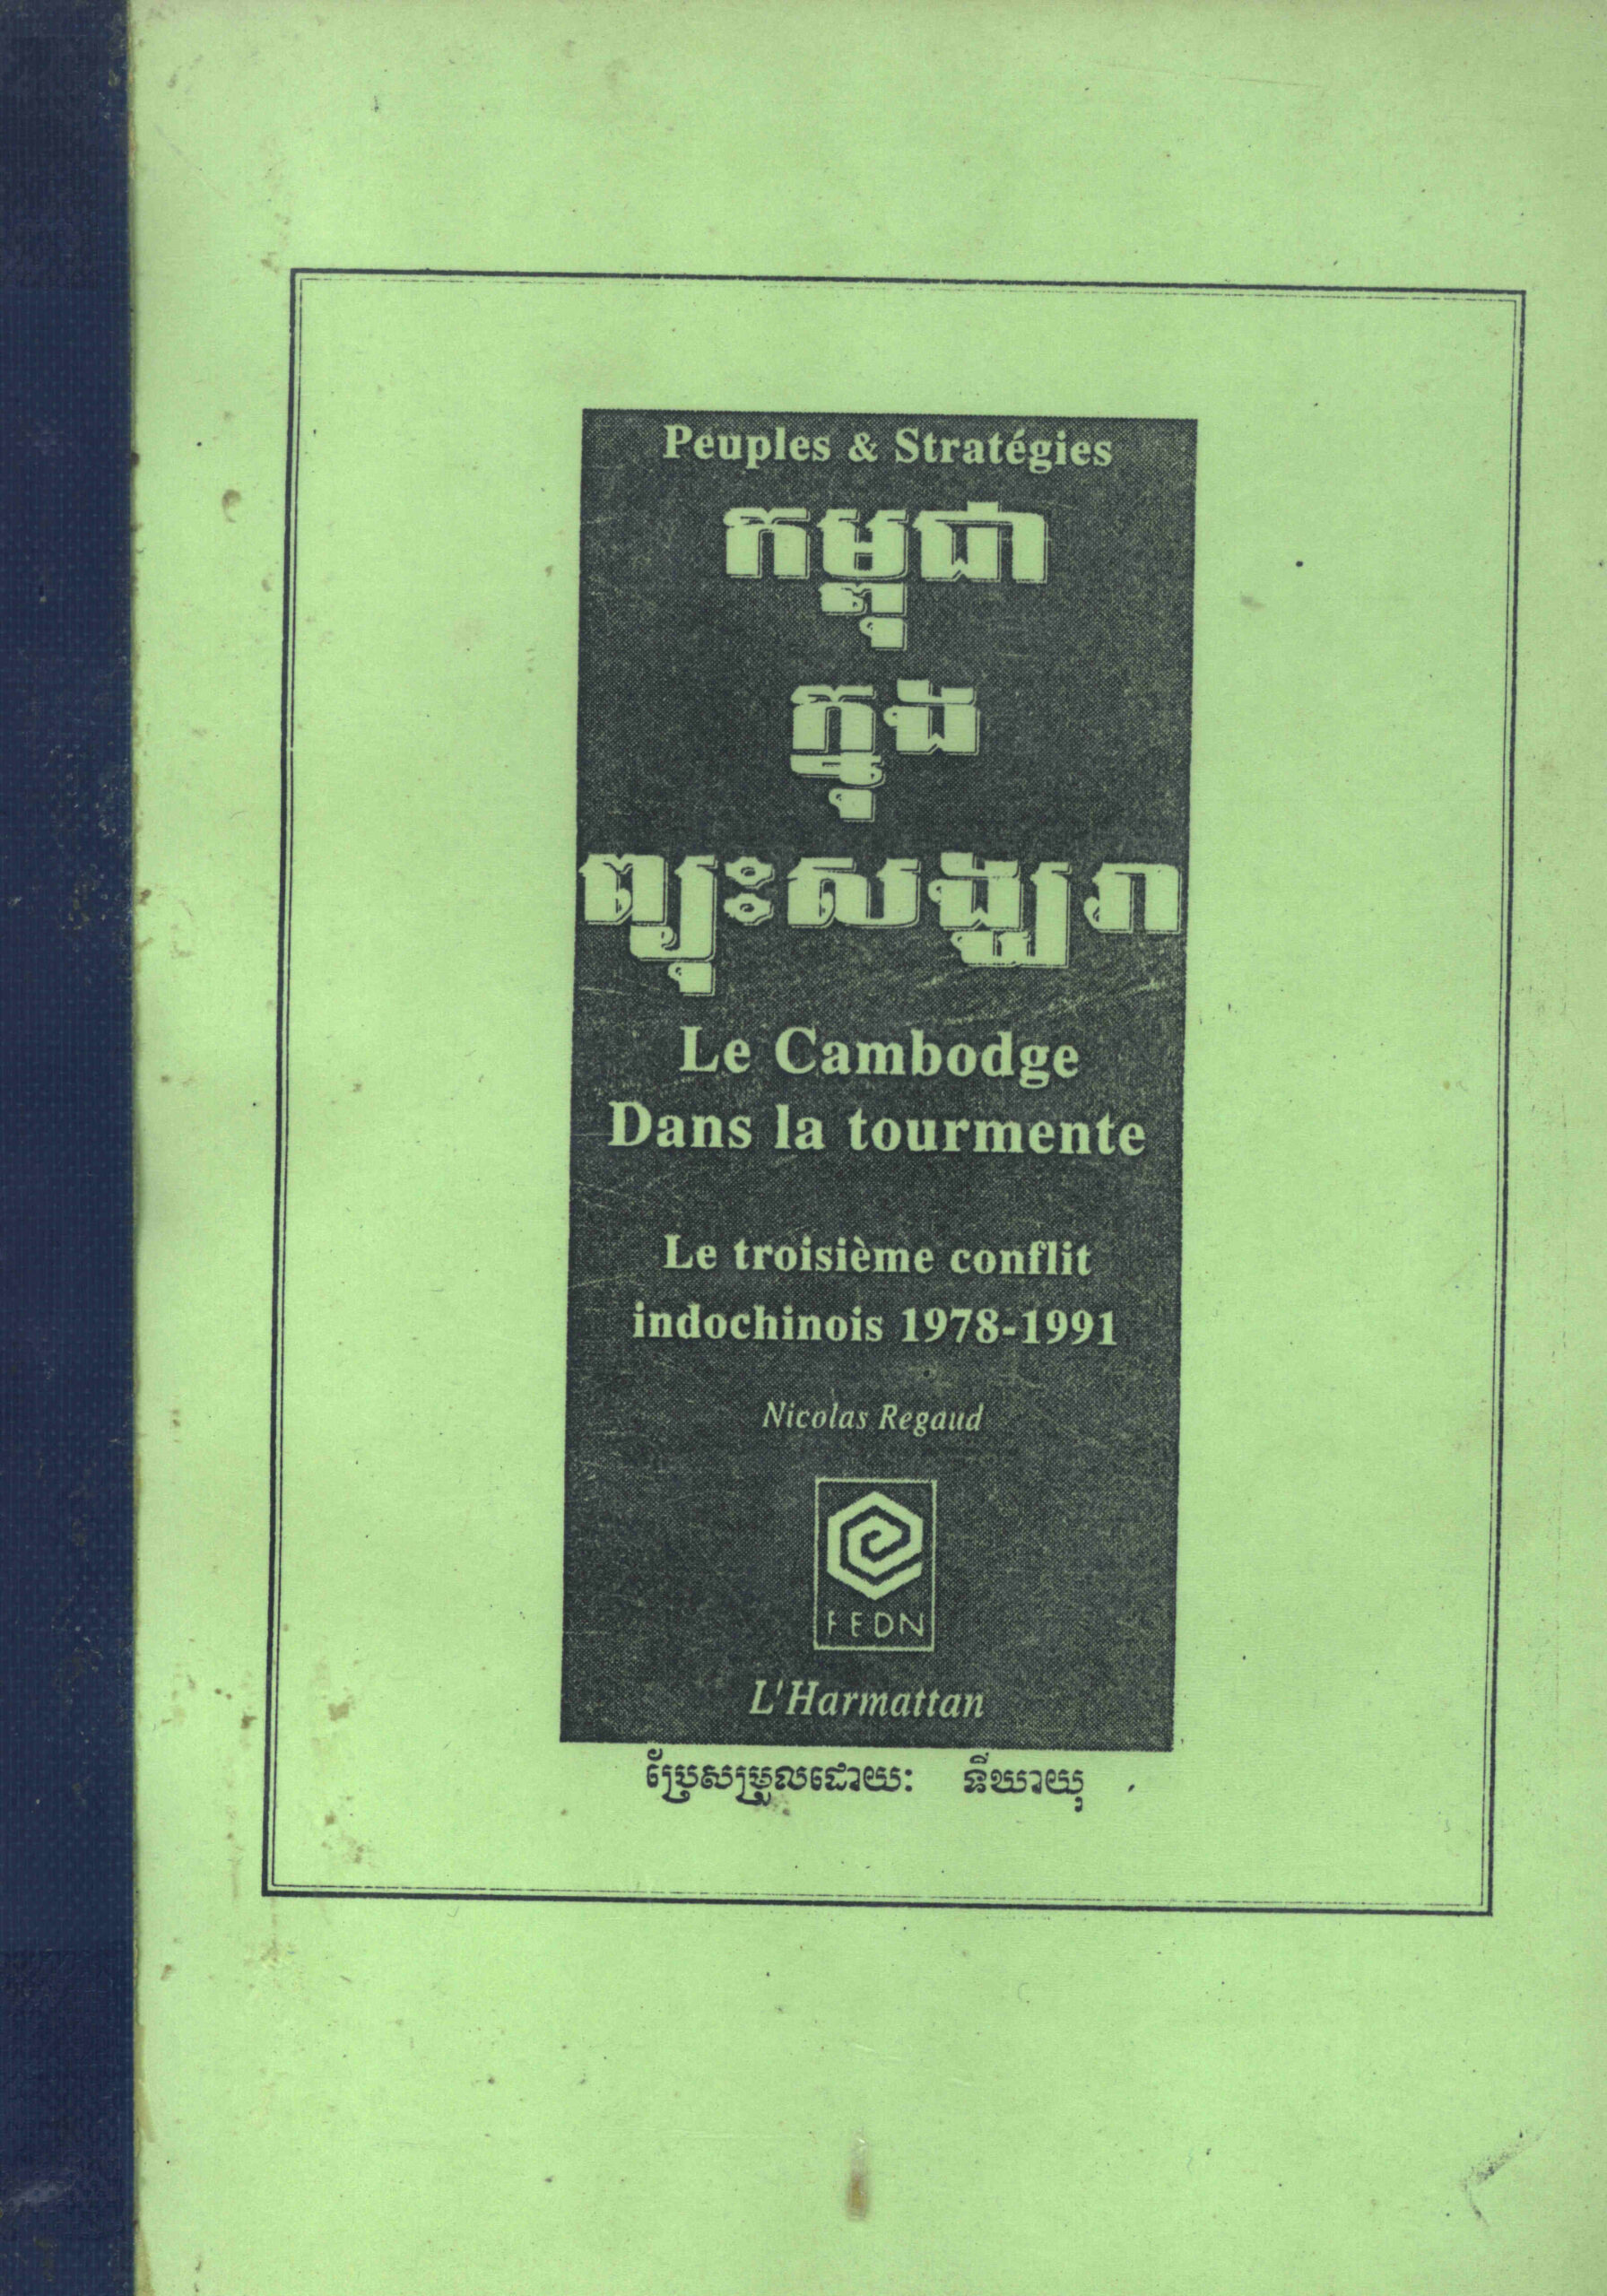 Peuples & Stratégies
កម្ពុជា
ក្នុង
ព្យុះសង្ឃរា
Le Cambodge
Dans la tourmente
Le troisième conflit
indochinois 1978-1991
Nicolas Regaud
FEDN
L'Harmattan
ប្រែសម្រួលដោយៈ ទីឃាយុ